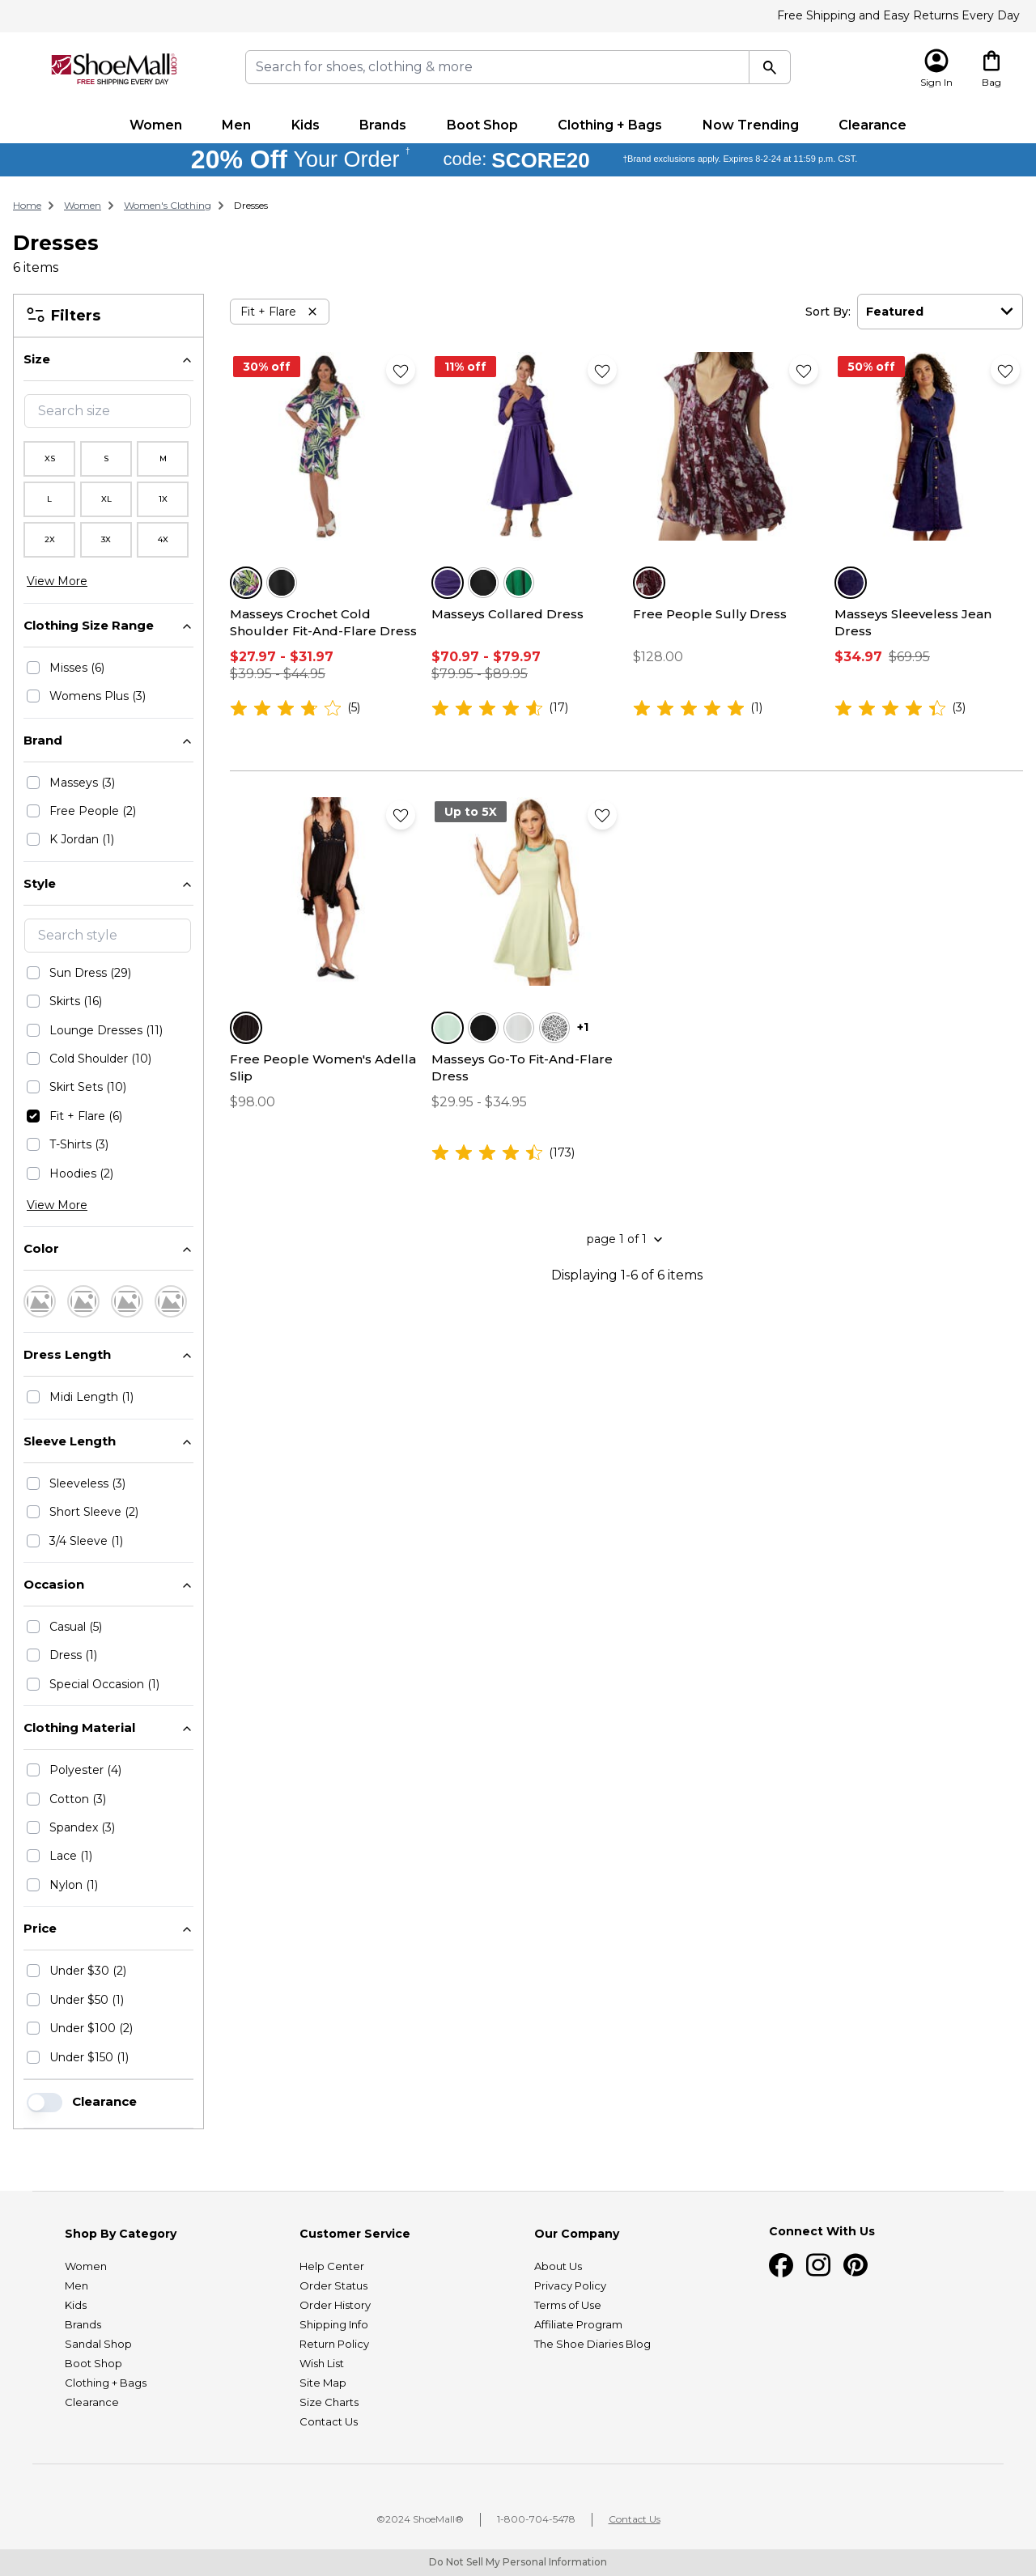 Free Shipping and Easy Returns Every Day
ShoeMall.com
FREE SHIPPING EVERY DAY
Search for shoes, clothing & more
Sign In
Bag
Women Men Kids Brands Boot Shop Clothing + Bags Now Trending Clearance
20% Off Your Order † code: SCORE20 †Brand exclusions apply. Expires 8-2-24 at 11:59 p.m. CST.
Home Women Women's Clothing Dresses
Dresses
6 items
Filters
Size
Search size
XS S M
L XL 1X
2X 3X 4X
View More
Clothing Size Range
Misses (6)
Womens Plus (3)
Brand
Masseys (3)
Free People (2)
K Jordan (1)
Style
Search style
Sun Dress (29)
Skirts (16)
Lounge Dresses (11)
Cold Shoulder (10)
Skirt Sets (10)
Fit + Flare (6)
T-Shirts (3)
Hoodies (2)
View More
Color
Dress Length
Midi Length (1)
Sleeve Length
Sleeveless (3)
Short Sleeve (2)
3/4 Sleeve (1)
Occasion
Casual (5)
Dress (1)
Special Occasion (1)
Clothing Material
Polyester (4)
Cotton (3)
Spandex (3)
Lace (1)
Nylon (1)
Price
Under $30 (2)
Under $50 (1)
Under $100 (2)
Under $150 (1)
Clearance
Fit + Flare
Sort By: Featured
30% off
Masseys Crochet Cold
Shoulder Fit-And-Flare Dress
$27.97 - $31.97
$39.95 - $44.95
(5)
11% off
Masseys Collared Dress
$70.97 - $79.97
$79.95 - $89.95
(17)
Free People Sully Dress
$128.00
(1)
50% off
Masseys Sleeveless Jean
Dress
$34.97 $69.95
(3)
Free People Women's Adella
Slip
$98.00
Up to 5X
+1
Masseys Go-To Fit-And-Flare
Dress
$29.95 - $34.95
(173)
page 1 of 1
Displaying 1-6 of 6 items
Shop By Category
Women
Men
Kids
Brands
Sandal Shop
Boot Shop
Clothing + Bags
Clearance
Customer Service
Help Center
Order Status
Order History
Shipping Info
Return Policy
Wish List
Site Map
Size Charts
Contact Us
Our Company
About Us
Privacy Policy
Terms of Use
Affiliate Program
The Shoe Diaries Blog
Connect With Us
©2024 ShoeMall® 1-800-704-5478 Contact Us
Do Not Sell My Personal Information